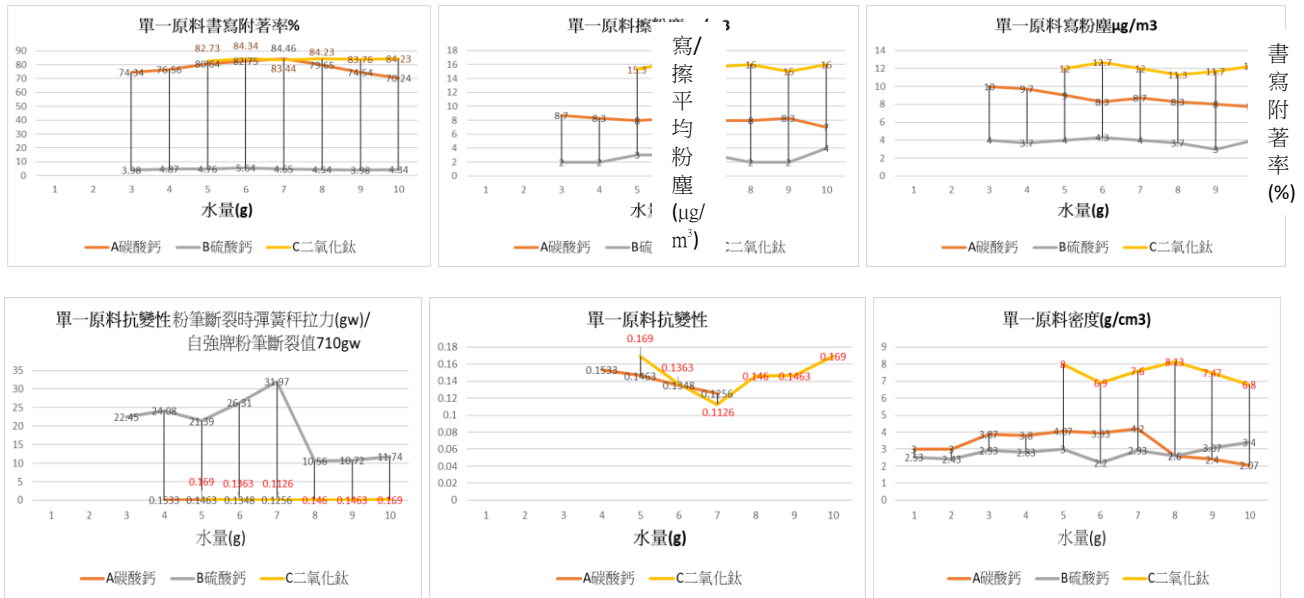 單一原料書寫附著率%
90
80
70
60
50
40
30
20
10
0
74.34 76.56 80.64 82.75 83.44 79.65 74.54 70.24
82.73 84.34 84.46 84.23 83.76 84.23
3.98 4.87 4.76 5.64 4.65 4.54 3.98 4.34
1 2 3 4 5 6 7 8 9 10
水量(g)
A碳酸鈣 B硫酸鈣 C二氧化鈦
單一原料擦粉塵
18
16
14
12
10
8
6
4
2
0
15.3 16 15 16
8.7 8.3 8 8 8.3 7
2 2 3 2 2 4
1 2 3 4 5 8 9 10
水量
A碳酸鈣 B硫 二氧化鈦
寫/
擦
平
均
粉
塵
(μg/
m³)
單一原料寫粉塵μg/m3
14
12
10
8
6
4
2
0
12 12.7 12 11.3 11.7
10 9.7 9 8.3 8.7 8.3 8
4 3.7 4 4.3 4 3.7 3
1 2 3 4 5 6 7 8 9
水量(g)
A碳酸鈣 B硫酸鈣 C二氧化鈦
書
寫
附
著
率
(%)
單一原料抗變性 粉筆斷裂時彈簧秤拉力(gw)/
自強牌粉筆斷裂值710gw
35
30
25
20
15
10
5
0
22.45 24.08 21.39 26.31 31.97 10.56 10.72 11.74
0.169 0.1363 0.1126
0.1533 0.1463 0.1348 0.1256 0.146 0.1463 0.169
1 2 3 4 5 6 7 8 9 10
水量(g)
A碳酸鈣 B硫酸鈣 C二氧化鈦
單一原料抗變性
0.18
0.16
0.14
0.12
0.1
0.08
0.06
0.04
0.02
0
0.169 0.1363 0.1126 0.146 0.1463 0.169
0.1533 0.1463 0.1348 0.1256
1 2 3 4 5 6 7 8 9 10
水量(g)
A碳酸鈣 B硫酸鈣 C二氧化鈦
單一原料密度(g/cm3)
9
8
7
6
5
4
3
2
1
0
8 6.9 7.6 8.13 7.47 6.8
3 3 3.87 3.8 4.07 3.93 4.2 2.6 2.4 2.07
2.53 2.43 2.93 2.83 3 2.2 2.93 3.07 3.4
1 2 3 4 5 6 7 8 9 10
水量(g)
A碳酸鈣 B硫酸鈣 C二氧化鈦